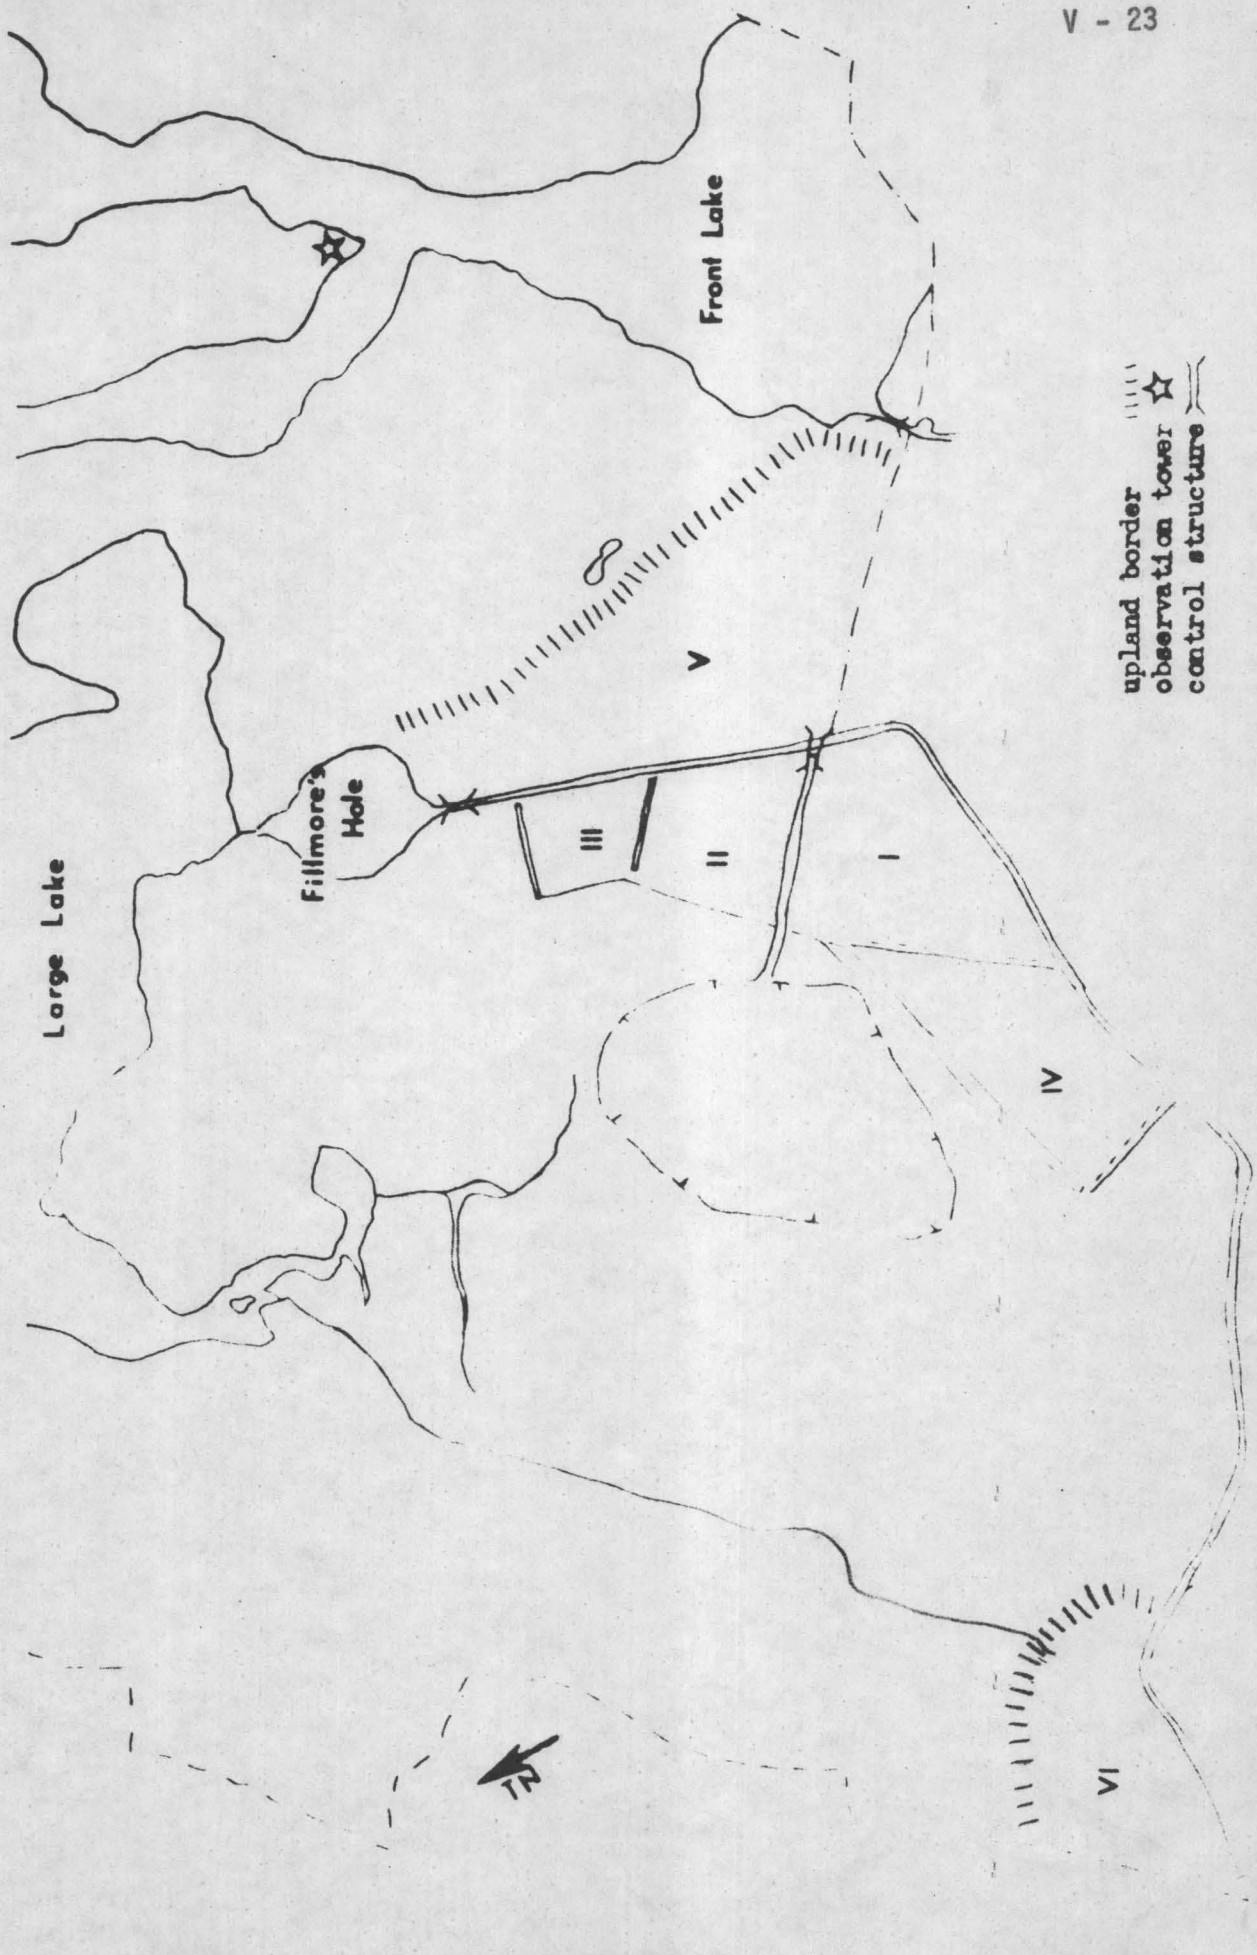 V - 23
Large Lake
Fillmore's
Hole
Front Lake
III
II
I
V
IV
VI
TN
upland border
observation tower
control structure